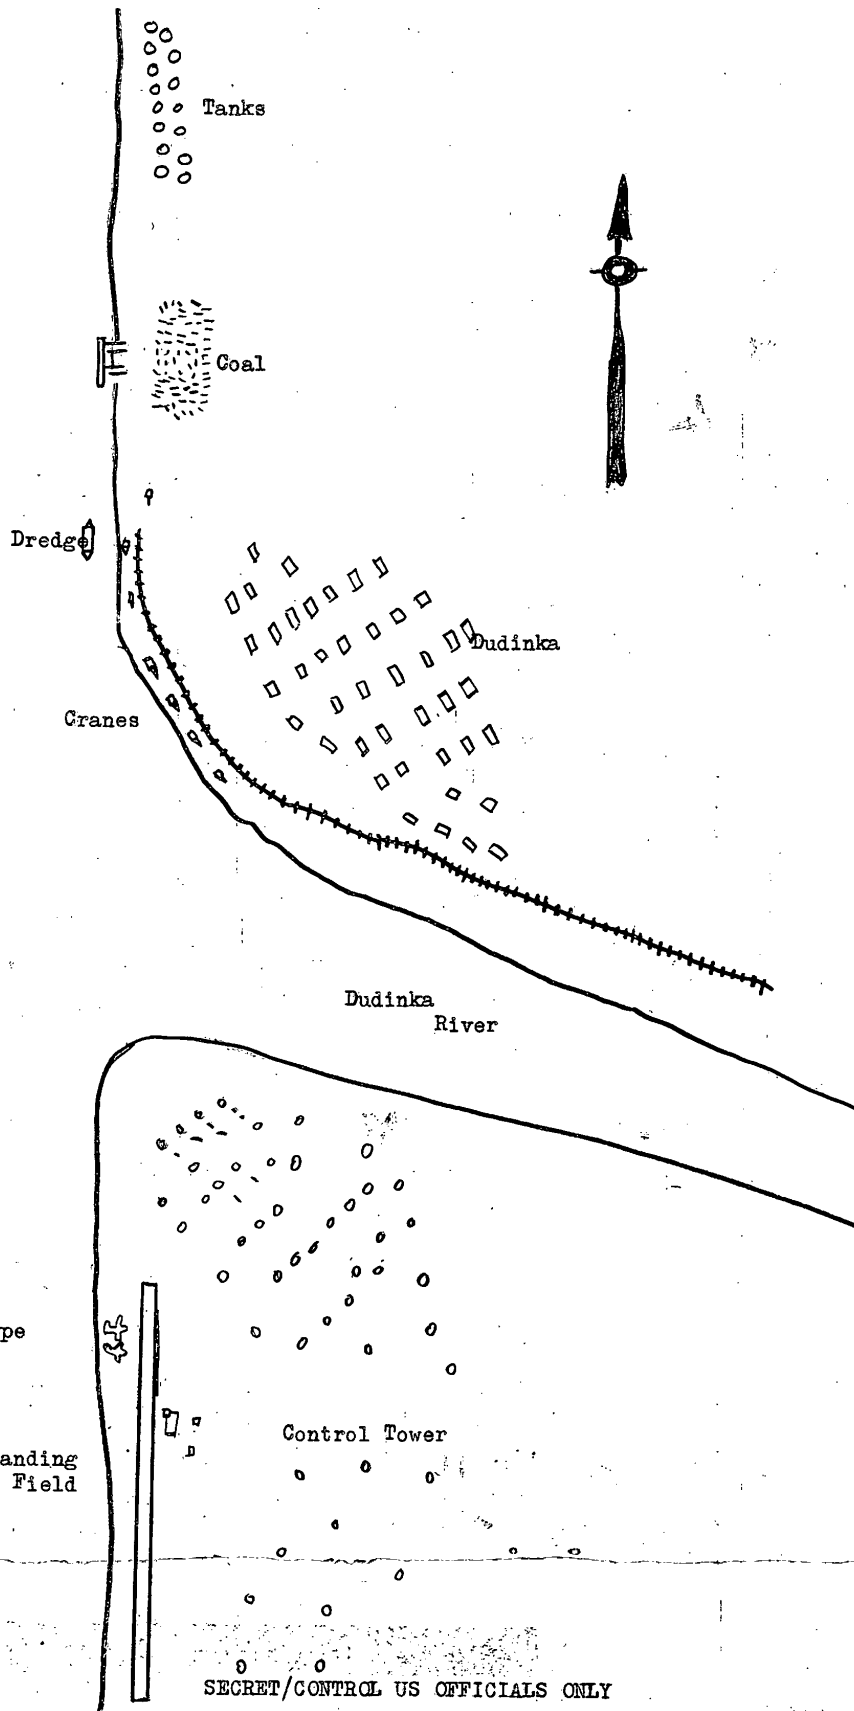 Tanks
Coal
Dredge
Dudinka
Cranes
Dudinka
River
pe
Control Tower
anding
Field
SECRET/CONTROL US OFFICIALS ONLY